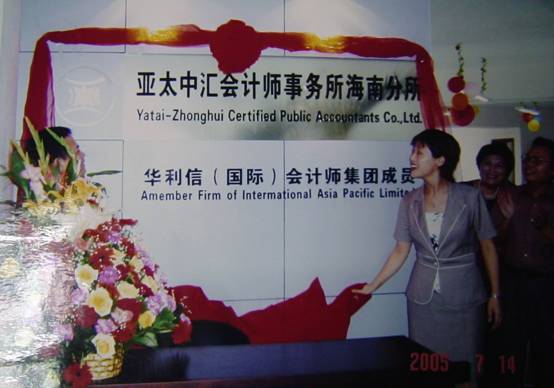 亚太中汇会计师事务所海南分所
Yatai-Zhonghui Certified Public Accountants Co.,Ltd.
华利信（国际）会计师集团成员
Amember Firm of International Asia Pacific Limite
2005 7 14